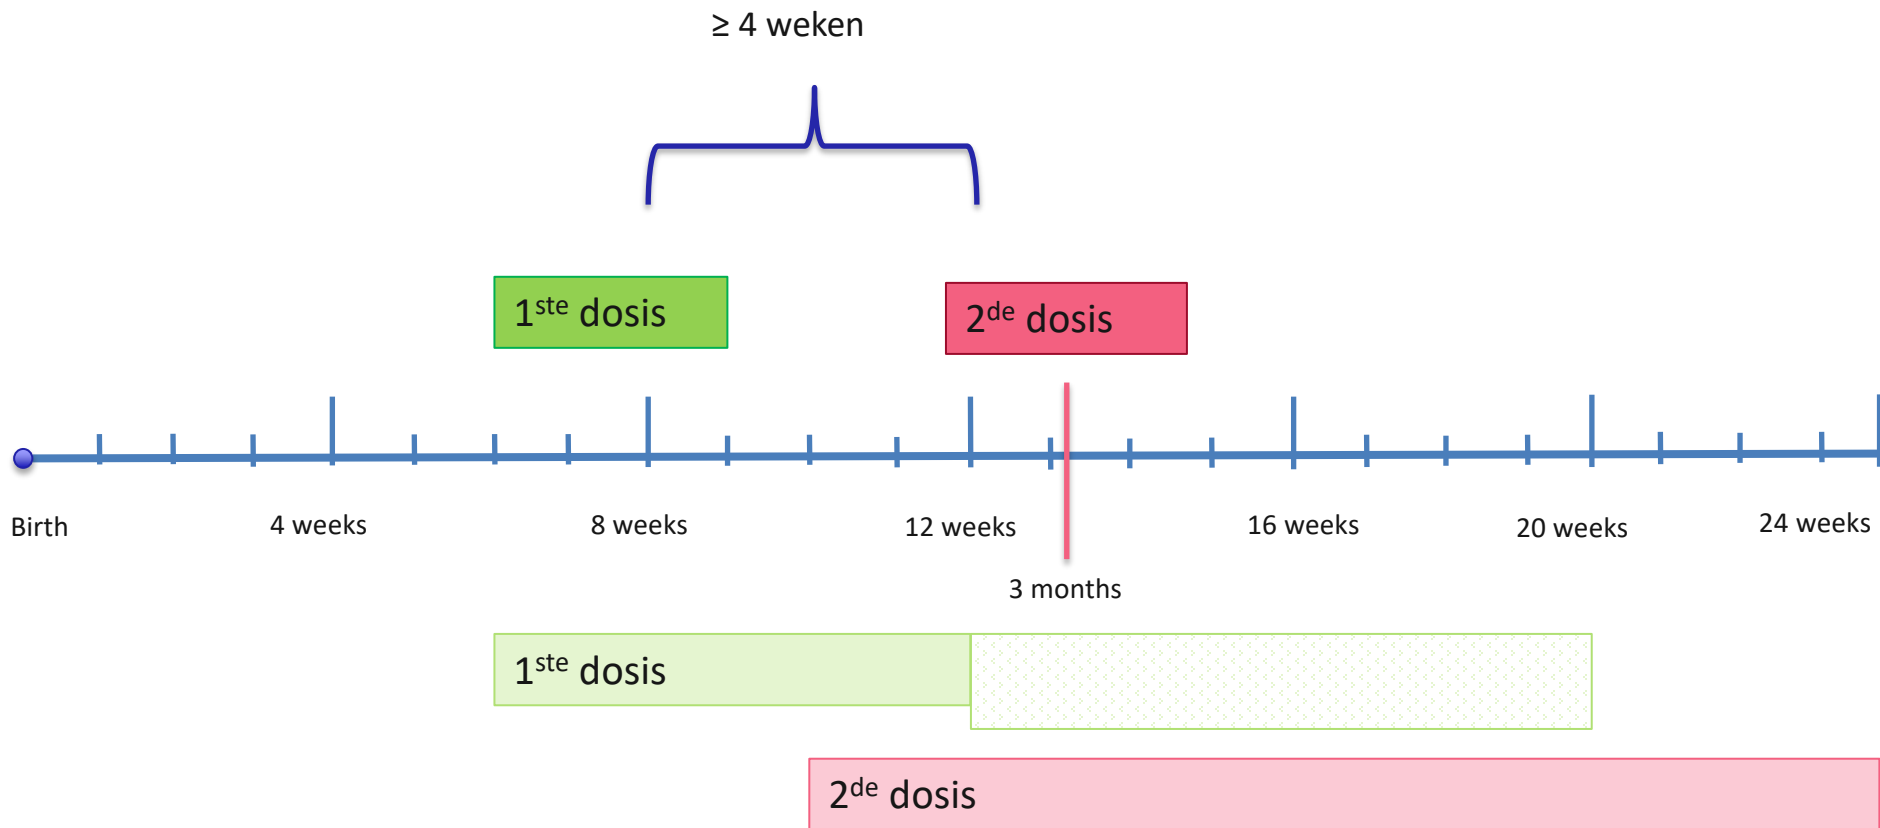 ≥ 4 weken
1ste dosis
2de dosis
Birth
4 weeks
8 weeks
12 weeks
16 weeks
20 weeks
24 weeks
3 months
1ste dosis
2de dosis